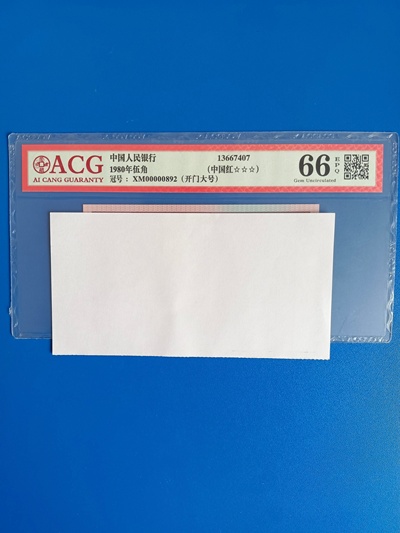 ACG
AI CANG GUARANTY
中国人民银行
1980年伍角
冠号：XM00000892（开门大号）
13667407
（中国红☆☆☆）
66
EPQ
Gem Uncirculated